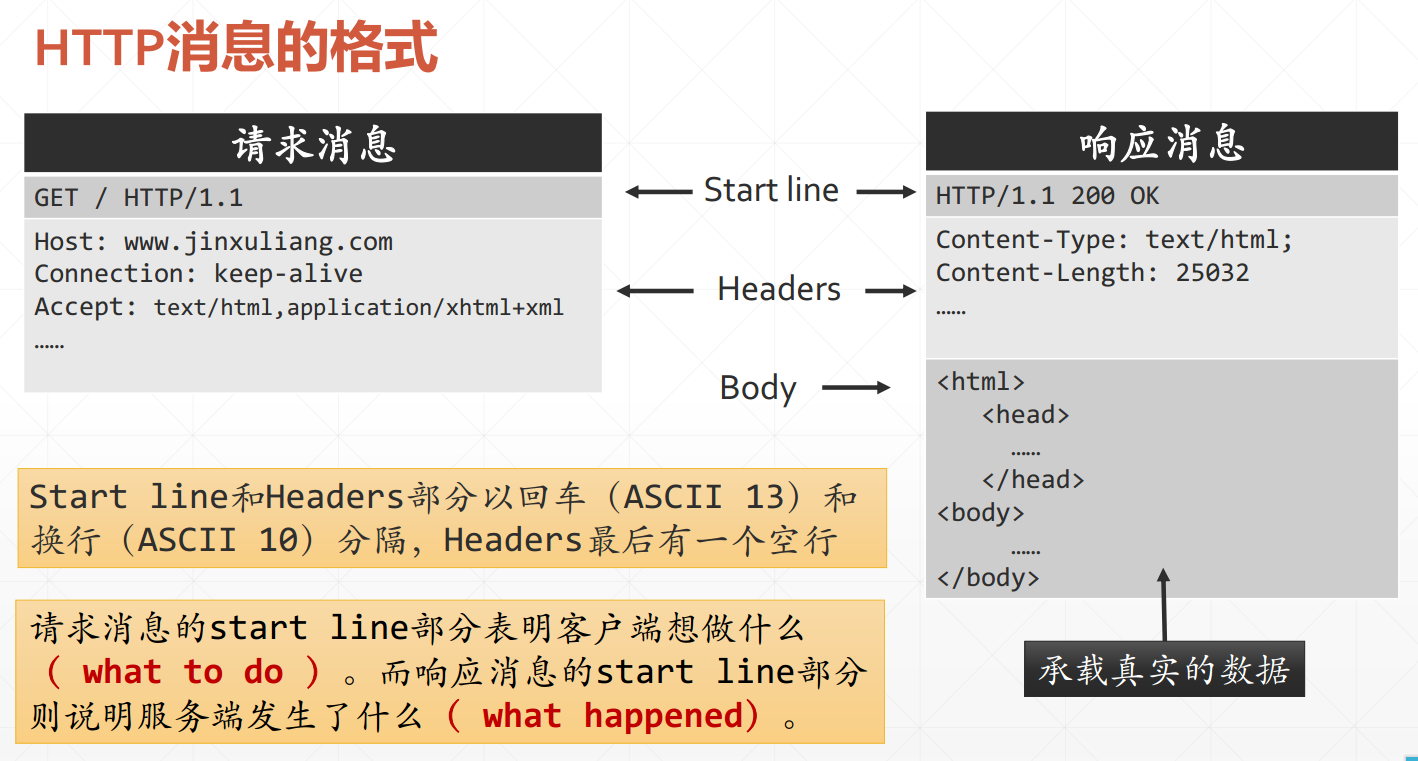 HTTP消息的格式
请求消息
GET / HTTP/1.1
Host: www.jinxuliang.com
Connection: keep-alive
Accept: text/html,application/xhtml+xml
……
Start line
Headers
Body
响应消息
HTTP/1.1 200 OK
Content-Type: text/html;
Content-Length: 25032
……
<html>
<head>
……
</head>
<body>
……
</body>
承载真实的数据
Start line和Headers部分以回车（ASCII 13）和
换行（ASCII 10）分�，Headers最后有一个空行
请求消息的start line部分表明客户端想做什么
（ what to do ）。而响应消息的start line部分
则说明服务端发生了什么（ what happened）。